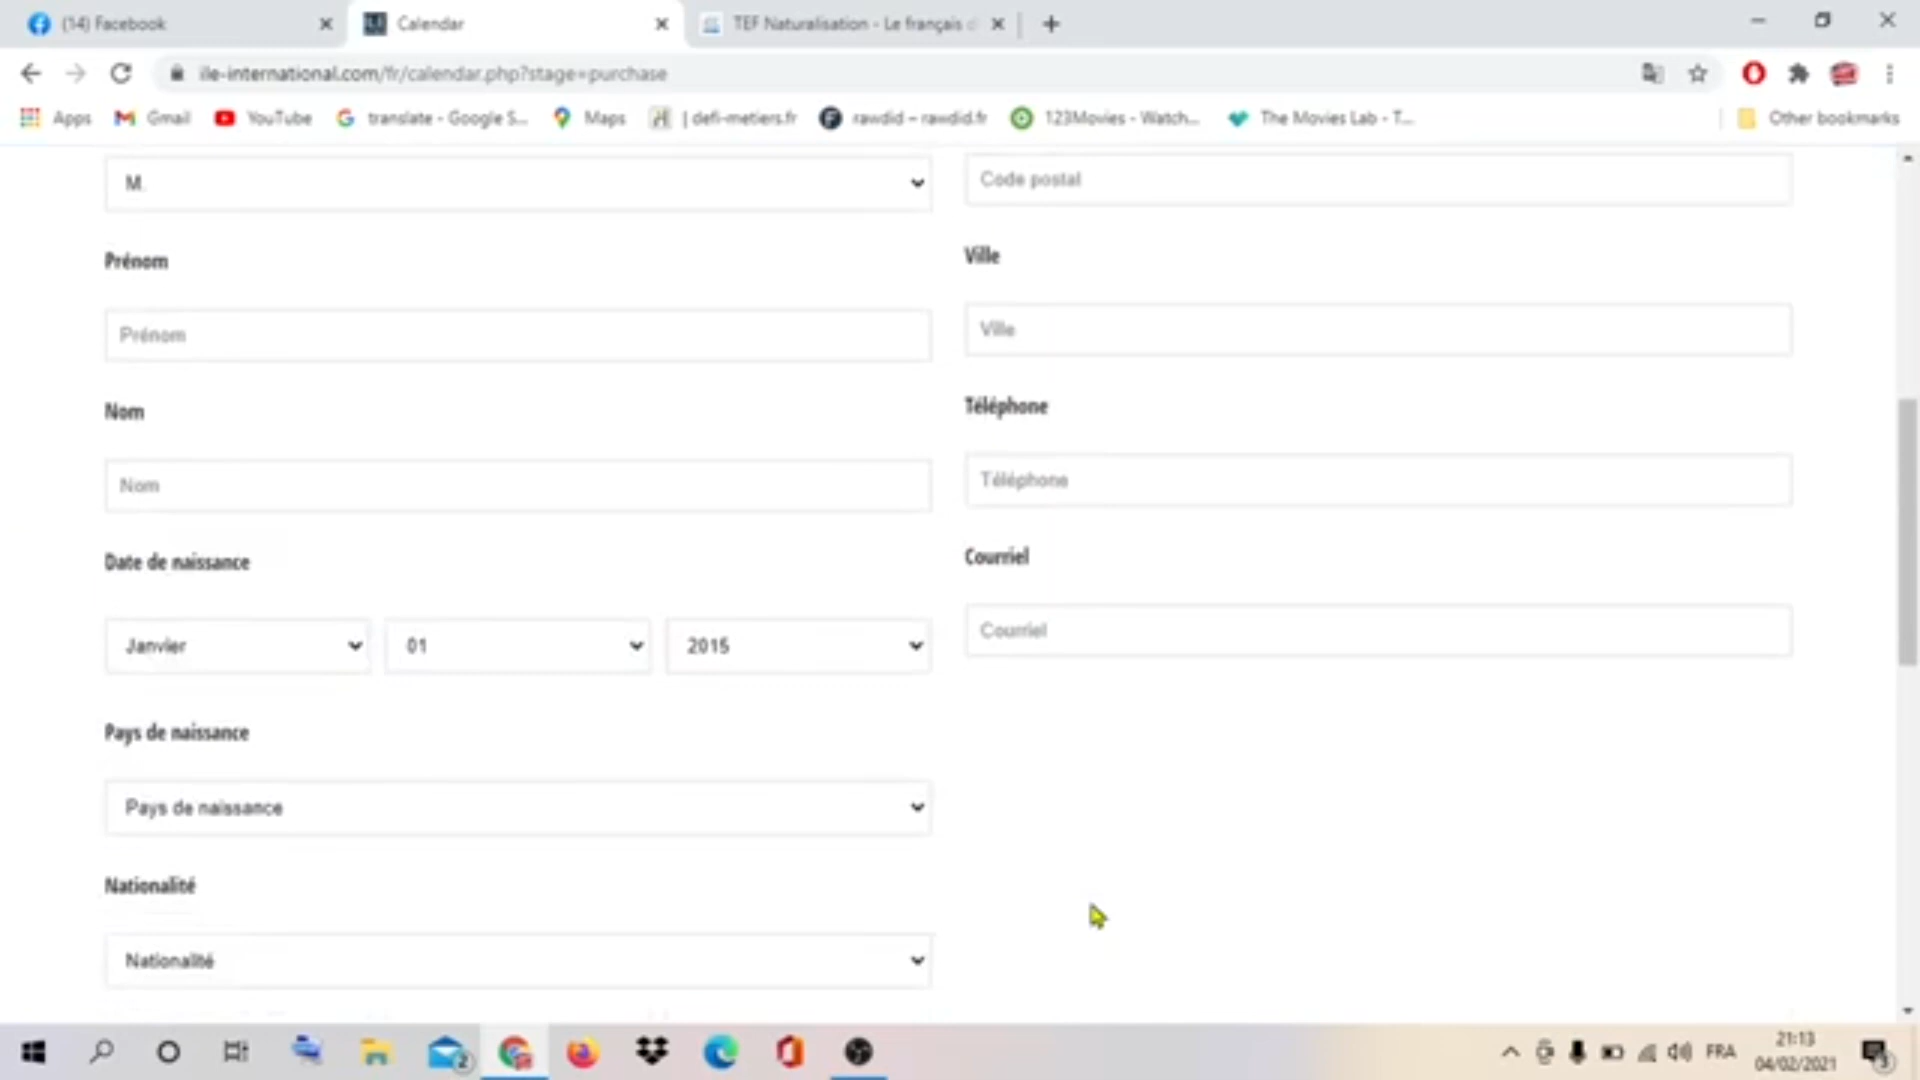 (14) Facebook
Calendar
TEF Naturalisation - Le français
ile-international.com/fr/calendar.php?stage=purchase
Apps
Gmail
YouTube
translate - Google S...
Maps
| defi-metiers.fr
rawdid – rawdid.fr
123Movies - Watch...
The Movies Lab - T...
Other bookmarks
M.
Code postal
Prénom
Ville
Prénom
Ville
Nom
Téléphone
Nom
Téléphone
Date de naissance
Courriel
Janvier
01
2015
Courriel
Pays de naissance
Pays de naissance
Nationalité
Nationalité
2
FRA
21:13
04/02/2021
3